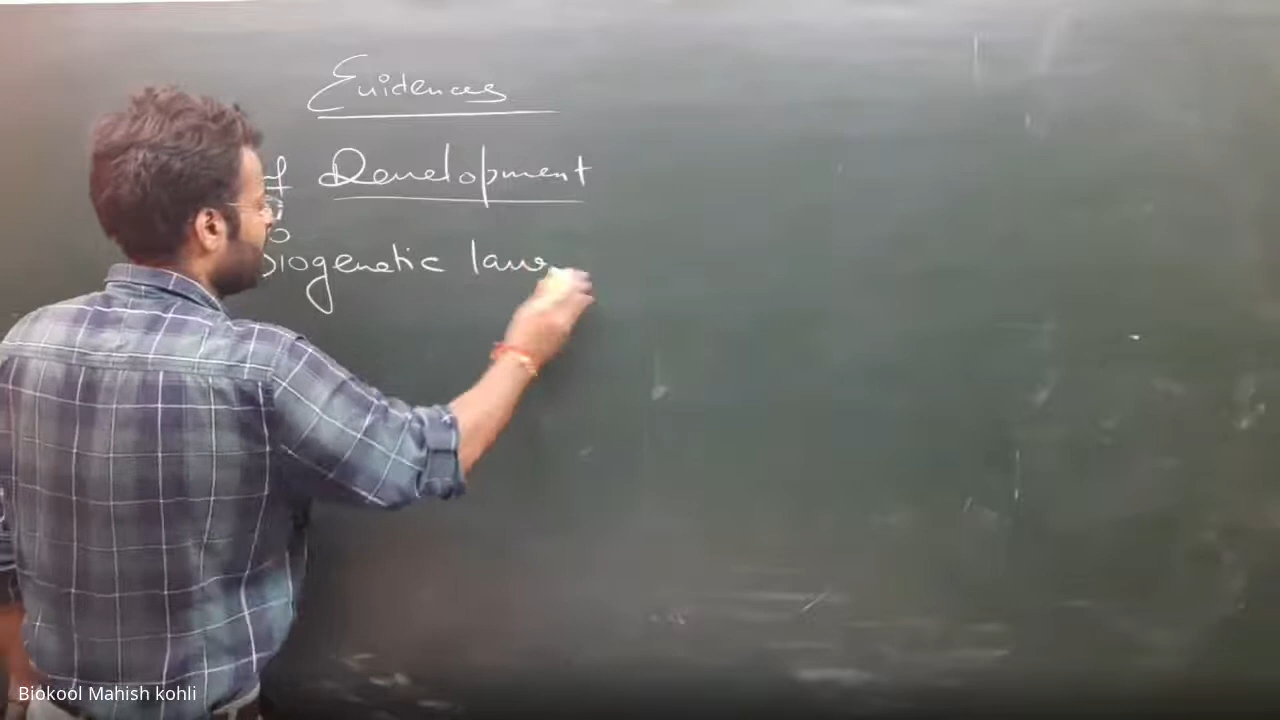 Evidences
of Development
Biogenetic law
Biokool Mahish kohli